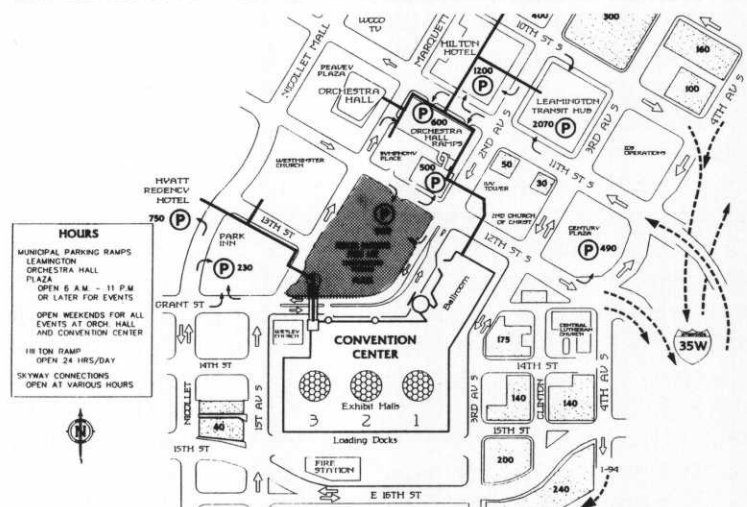 WCCO
TV
NICOLLET MALL
PEAVEY
PLAZA
ORCHESTRA
HALL
MARQUETT
HILTON
HOTEL
1200
P
400
10TH ST S
300
160
100
4TH AV S
P
600
ORCHESTRA
HALL
RAMPS
SYMPHONY
PLACE
500
P
2ND AV S
LEAMINGTON
TRANSIT HUB
2070 P
3RD AV S
11TH ST S
IDS
OPERATIONS
WESTMINSTER
CHURCH
50
TOWER
30
2ND CHURCH
OF CHRIST
12TH ST S
CENTURY
PLAZA
P 490
HYATT
REGENCY
HOTEL
750 P
13TH ST
PARK
INN
P 230
P
GRANT ST
HOURS
MUNICIPAL PARKING RAMPS
LEAMINGTON
ORCHESTRA HALL
PLAZA
OPEN 6 A.M. - 11 P.M
OR LATER FOR EVENTS
OPEN WEEKENDS FOR ALL
EVENTS AT ORCH. HALL
AND CONVENTION CENTER
HILTON RAMP
OPEN 24 HRS/DAY
SKYWAY CONNECTIONS
OPEN AT VARIOUS HOURS
N
WESLEY
CHURCH
CONVENTION
CENTER
Ballroom
Exhibit Halls
3 2 1
Loading Docks
14TH ST
NICOLLET
1ST AV S
40
15TH ST
FIRE
STATION
E 16TH ST
175
CENTRAL
LUTHERAN
CHURCH
14TH ST
3RD AV S
140
CLINTON
140
4TH AV S
15TH ST
200
240
I-94
35W